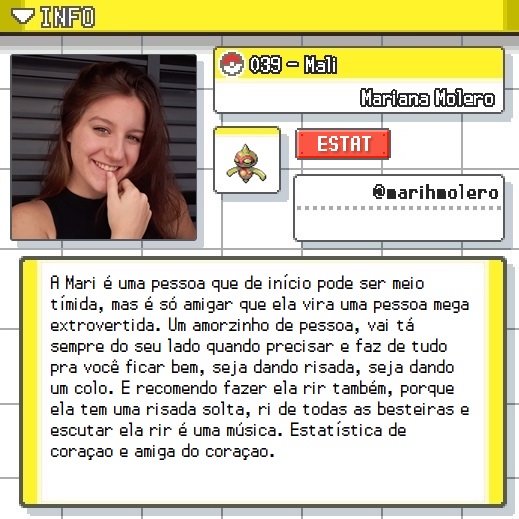 INFO
039 - Mali
Mariana Molero
ESTAT
@marihmolero
A Mari é uma pessoa que de início pode ser meio
tímida, mas é só amigar que ela vira uma pessoa mega
extrovertida. Um amorzinho de pessoa, vai tá
sempre do seu lado quando precisar e faz de tudo
pra você ficar bem, seja dando risada, seja dando
um colo. E recomendo fazer ela rir também, porque
ela tem uma risada solta, ri de todas as besteiras e
escutar ela rir é uma música. Estatística de
coraçao e amiga do coraçao.